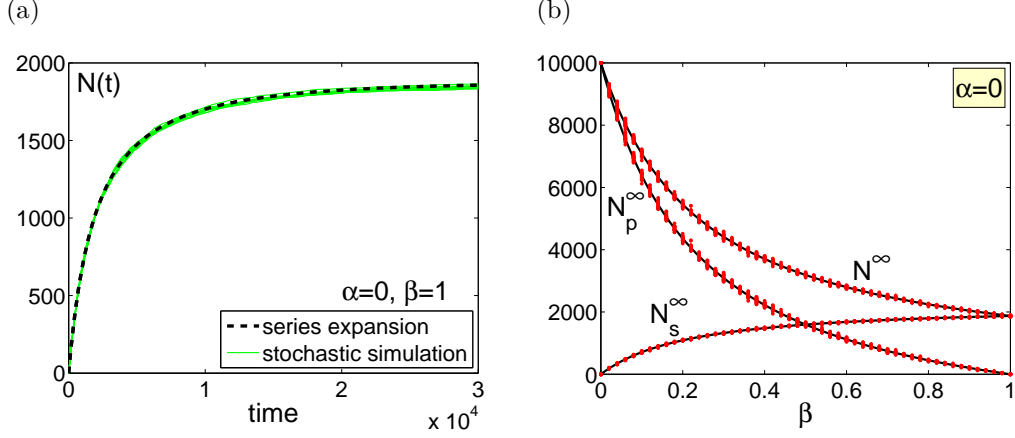 (a)
2000
N(t)
1500
1000
500
0
α=0, β=1
series expansion
stochastic simulation
0
1
2
3
time
x 10^4
(b)
10000
α=0
8000
6000
N_p^∞
4000
N^∞
2000
N_s^∞
0
0
0.2
0.4
0.6
0.8
1
β